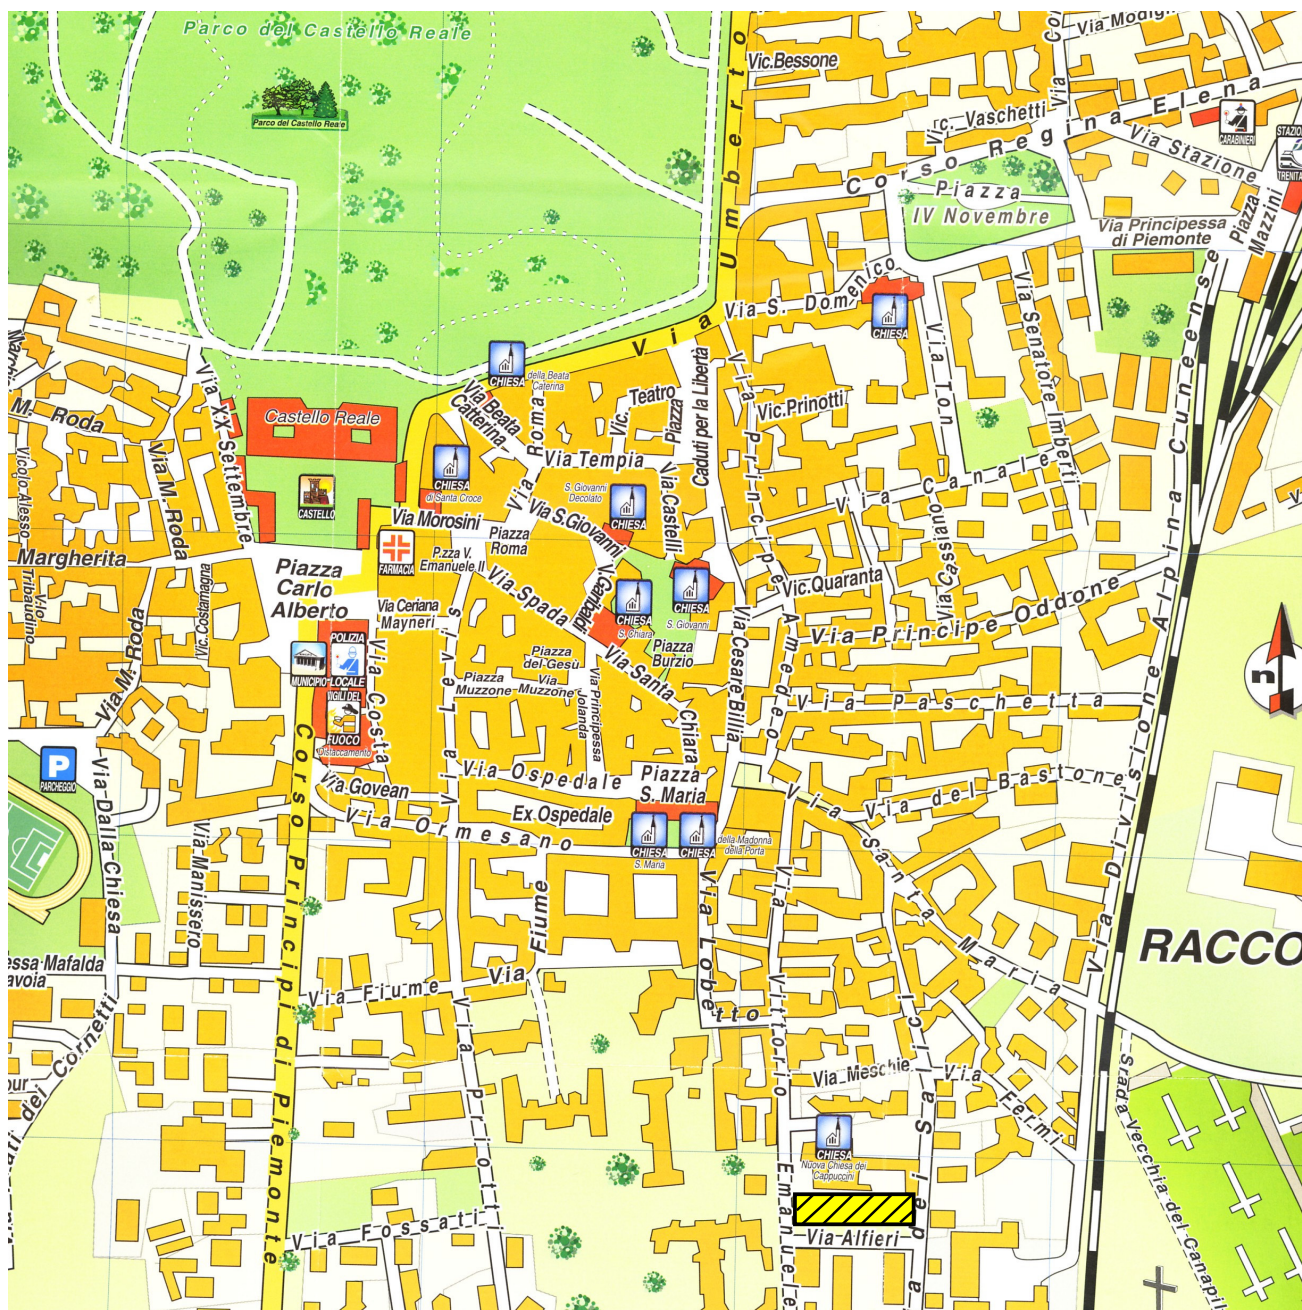 Parco del Castello Reale
Parco del Castello Reale
Via Umberto
Vic.Bessone
Via Modigh
Vic. Vaschetti
Corso Regina Elena
Via Stazione
CARABINIERI
STAZIO
TRENITA
Piazza
IV Novembre
Via Principessa
di Piemonte
Piazza
Mazzini
Via S. Domenico
CHIESA
Via Ton
Via Senatore Imberti
Via Principe Amedeo
Vic.Prinotti
Via Canale
Via Cavaiassa
Vic.Quaranta
Via Principe Oddone
Via Paschetta
Via del Bastone
Via Divisione Alpina Cuneense
CHIESA
della Beata
Caterina
Via Beata
Catterina
Via Roma
Vic. Teatro
Piazza
Caduti per la Libertà
Via Tempia
Via Castelli
Castello Reale
CASTELLO
CHIESA
di Santa Croce
Via Morosini
FARMACIA
Piazza
Roma
P.zza V.
Emanuele II
S. Giovanni
Decolato
CHIESA
Via S.Giovanni
V.Garibaldi
CHIESA
S. Chiara
CHIESA
S. Giovanni
Piazza
Burzio
Via Spada
Via Santa Chiara
Via Cesare Billia
Piazza
Carlo
Alberto
Via Ceriana
Mayneri
POLIZIA
LOCALE
MUNICIPIO
VIGILI DEL
FUOCO
Distaccamento
Via Costa
Via Levis
Piazza
del Gesù
Piazza
Muzzone
Via
Muzzone
Via Principessa
Jolanda
Via XX Settembre
M. Roda
Via M. Roda
Vicolo Alesso
Margherita
V.lo
Tribaudino
Vic.Costamagna
Via M. Roda
P
PARCHEGGIO
Via Dalla Chiesa
Via Manissero
Via Govean
Via Ospedale
Piazza
S. Maria
Ex Ospedale
Via Ormesano
CHIESA
S. Maria
CHIESA
della Madonna
della Porta
Via Santa Maria
Corso Principi di Piemonte
Via Fiume
Via Fiume
Via Lobetto
Via Vittorio Emanuele
Via Priotti
Via Fossati
essa Mafalda
avoia
dei Cornetti
Via Meschie
Via Fermi
CHIESA
Nuova Chiesa dei
Cappuccini
Via Alfieri
a dei Salici
Srada Vecchia del Canapil
RACCO
n